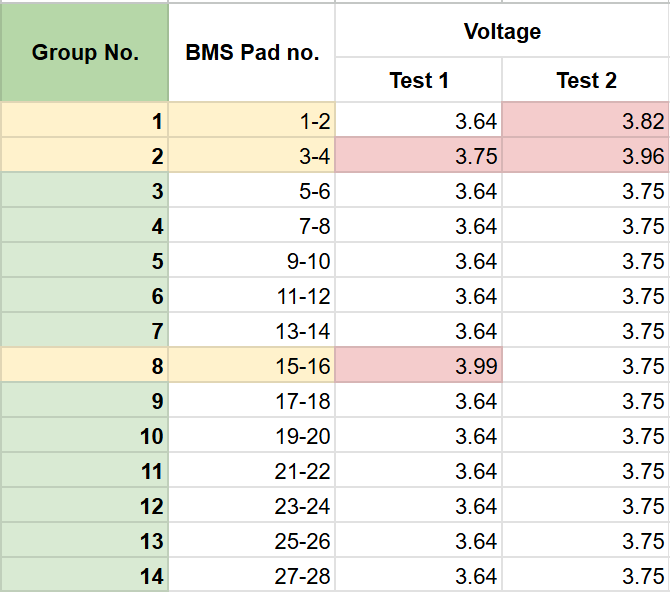 Group No. BMS Pad no. Voltage
Test 1 Test 2
1 1-2 3.64 3.82
2 3-4 3.75 3.96
3 5-6 3.64 3.75
4 7-8 3.64 3.75
5 9-10 3.64 3.75
6 11-12 3.64 3.75
7 13-14 3.64 3.75
8 15-16 3.99 3.75
9 17-18 3.64 3.75
10 19-20 3.64 3.75
11 21-22 3.64 3.75
12 23-24 3.64 3.75
13 25-26 3.64 3.75
14 27-28 3.64 3.75